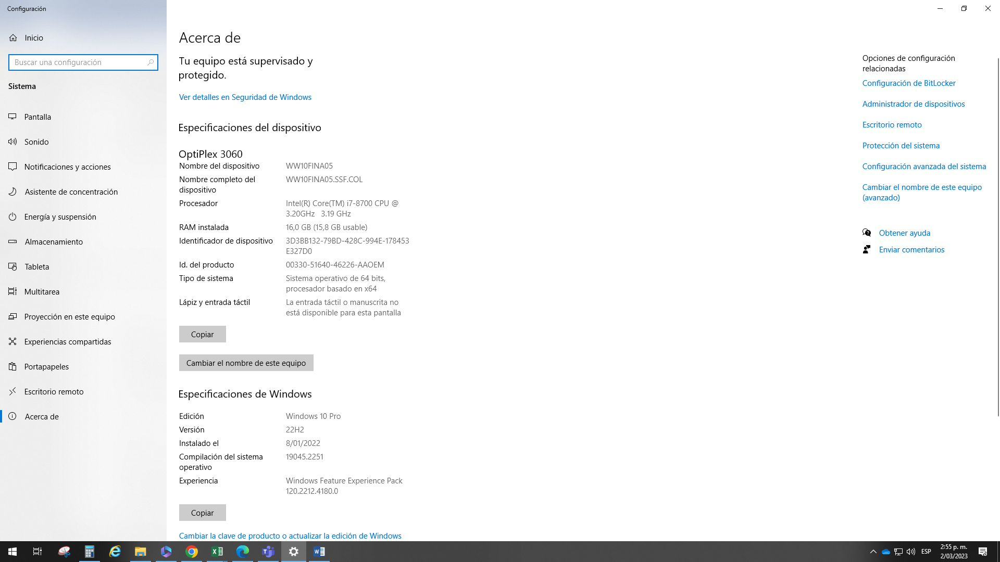 Configuración
Inicio
Buscar una configuración
Sistema
Pantalla
Sonido
Notificaciones y acciones
Asistente de concentración
Energía y suspensión
Almacenamiento
Tableta
Multitarea
Proyección en este equipo
Experiencias compartidas
Portapapeles
Escritorio remoto
Acerca de
Acerca de
Tu equipo está supervisado y
protegido.
Ver detalles en Seguridad de Windows
Especificaciones del dispositivo
OptiPlex 3060
Nombre del dispositivo WW10FINA05
Nombre completo del WW10FINA05.SSF.COL
dispositivo
Procesador Intel(R) Core(TM) i7-8700 CPU @
3.20GHz 3.19 GHz
RAM instalada 16,0 GB (15,8 GB usable)
Identificador de dispositivo 3D3BB132-79BD-428C-994E-178453
E327D0
Id. del producto 00330-51640-46226-AAOEM
Tipo de sistema Sistema operativo de 64 bits,
procesador basado en x64
Lápiz y entrada táctil La entrada táctil o manuscrita no
está disponible para esta pantalla
Copiar
Cambiar el nombre de este equipo
Especificaciones de Windows
Edición Windows 10 Pro
Versión 22H2
Instalado el 8/01/2022
Compilación del sistema 19045.2251
operativo
Experiencia Windows Feature Experience Pack
120.2212.4180.0
Copiar
Cambiar la clave de producto o actualizar la edición de Windows
Opciones de configuración
relacionadas
Configuración de BitLocker
Administrador de dispositivos
Escritorio remoto
Protección del sistema
Configuración avanzada del sistema
Cambiar el nombre de este equipo
(avanzado)
Obtener ayuda
Enviar comentarios
ESP
2:55 p. m.
2/03/2023